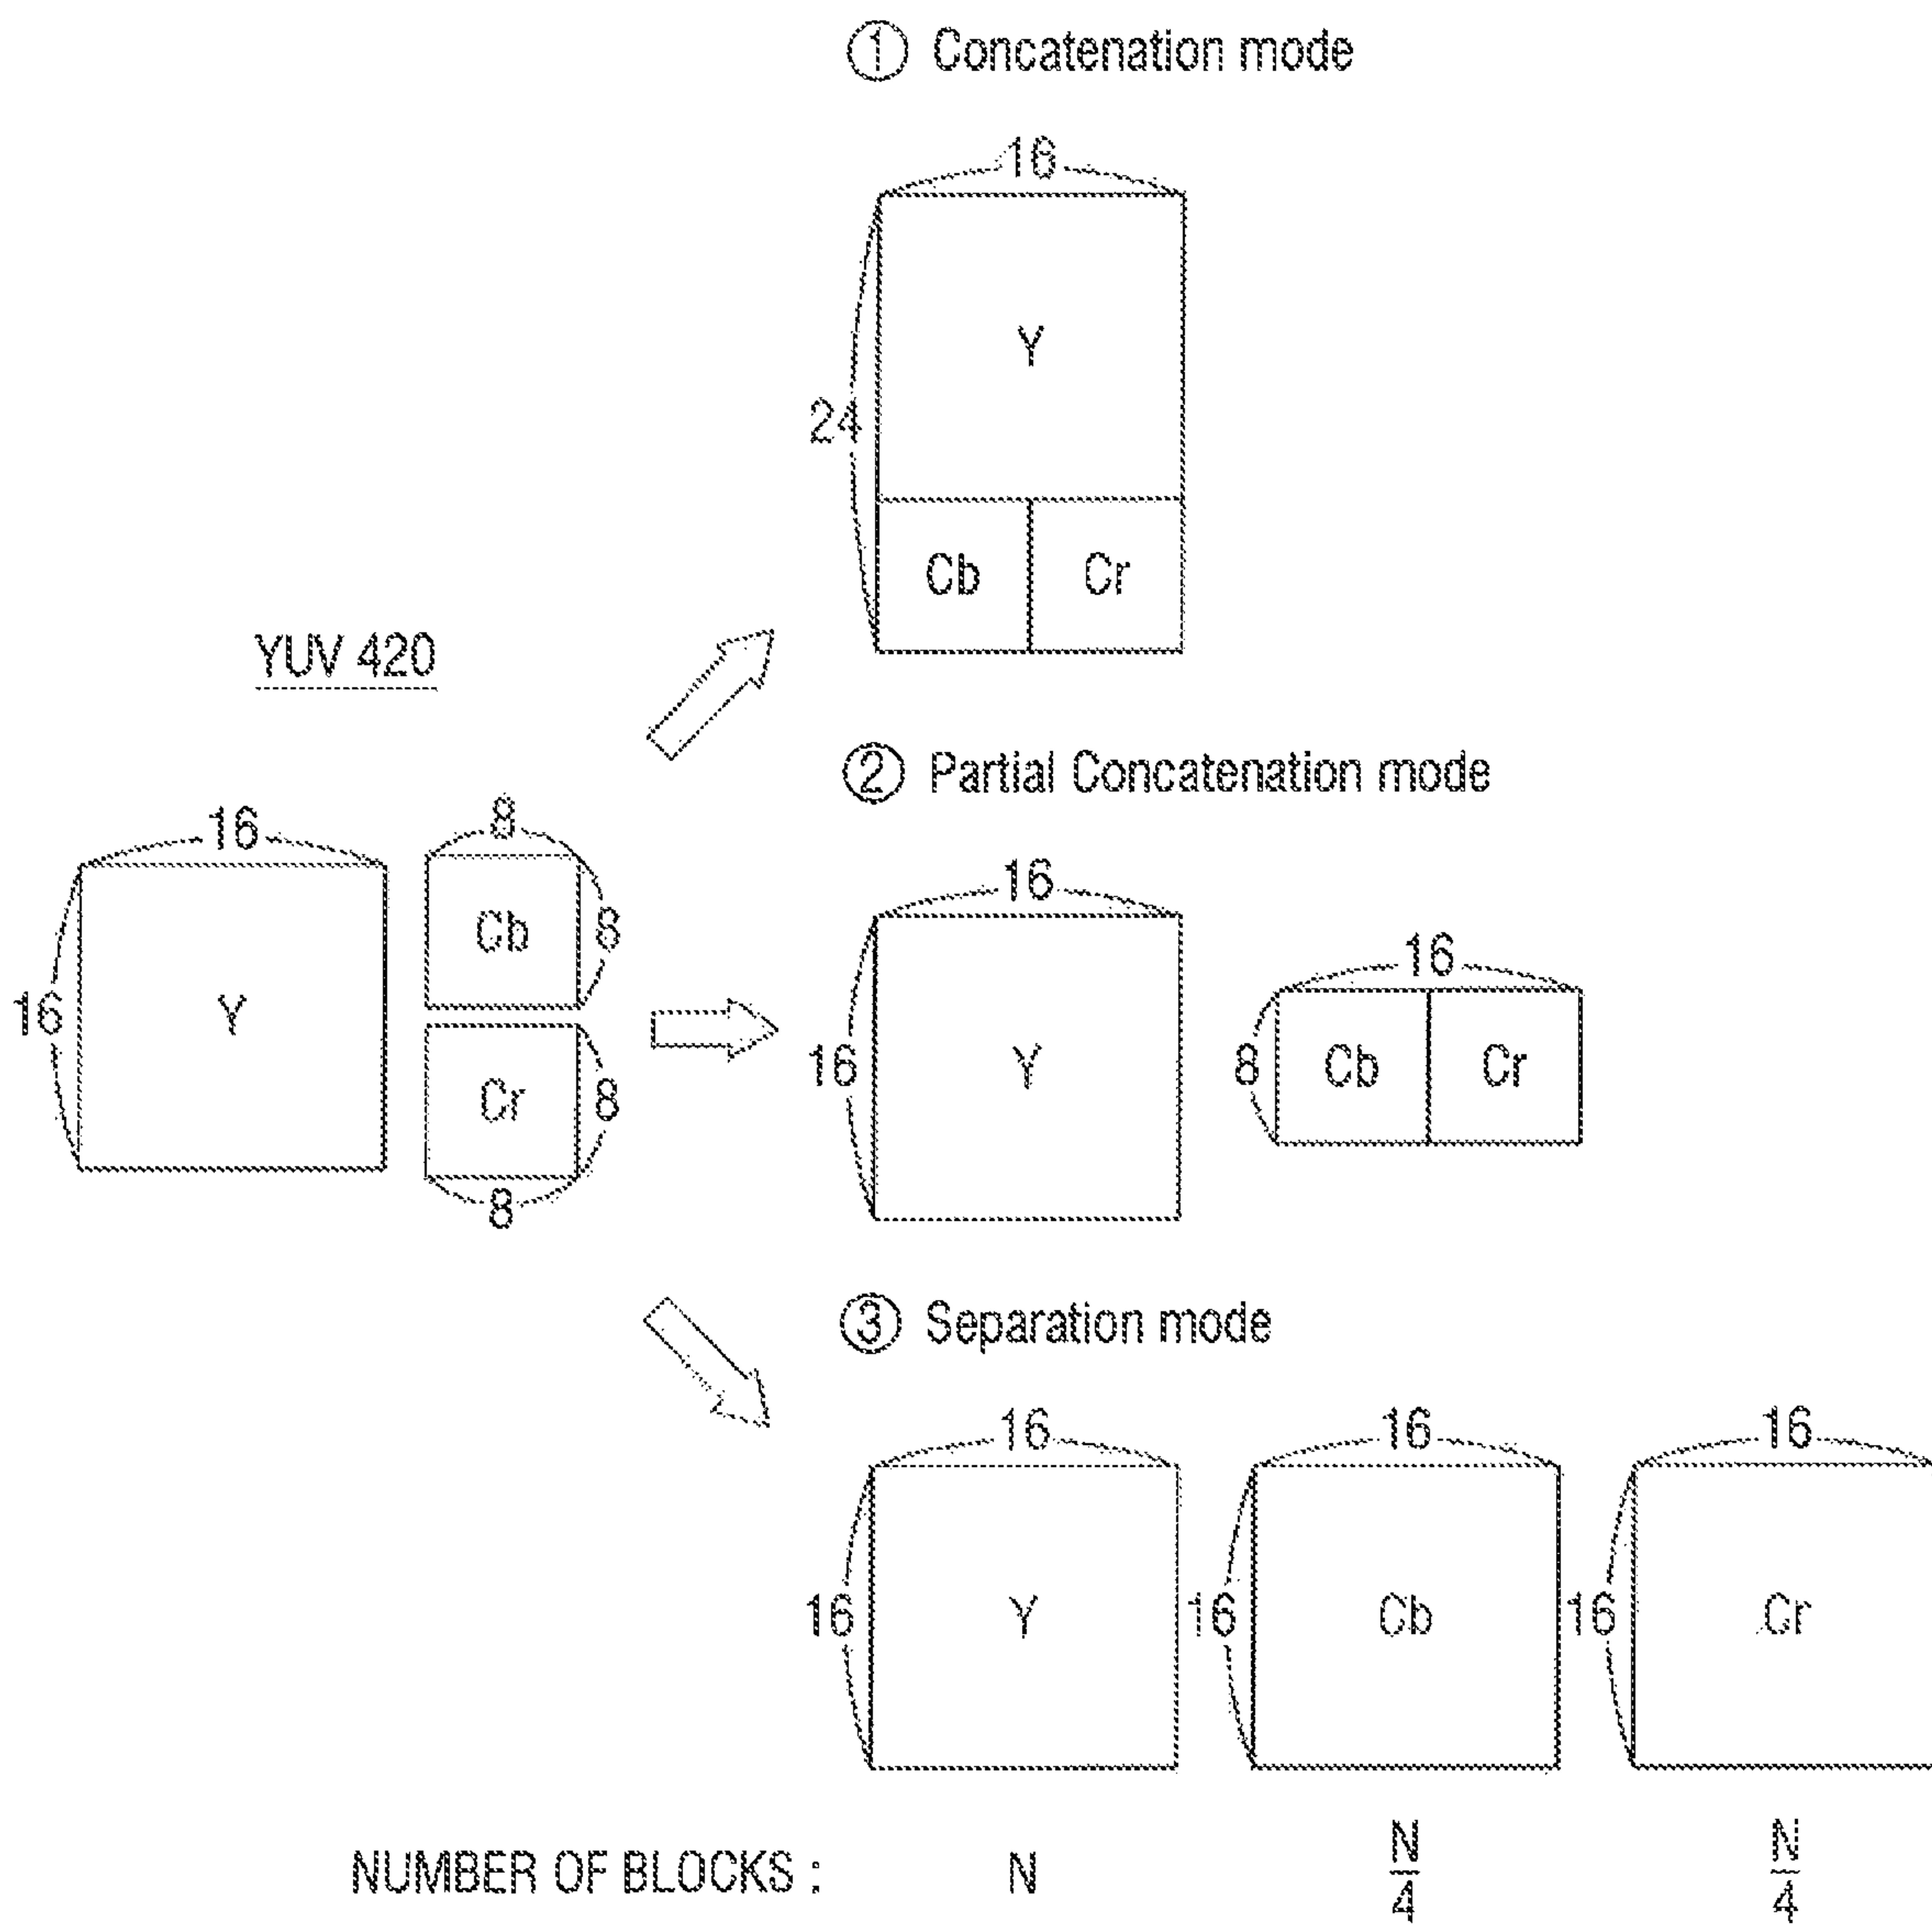 ① Concatenation mode
16
Y
24
Cb Cr
YUV 420
② Partial Concatenation mode
16 8
Cb 8
16 Y
Cr 8
8
16
16 Y
16
8 Cb Cr
③ Separation mode
16 16 16
16 Y 16 Cb 16 Cr
NUMBER OF BLOCKS : N N/4 N/4